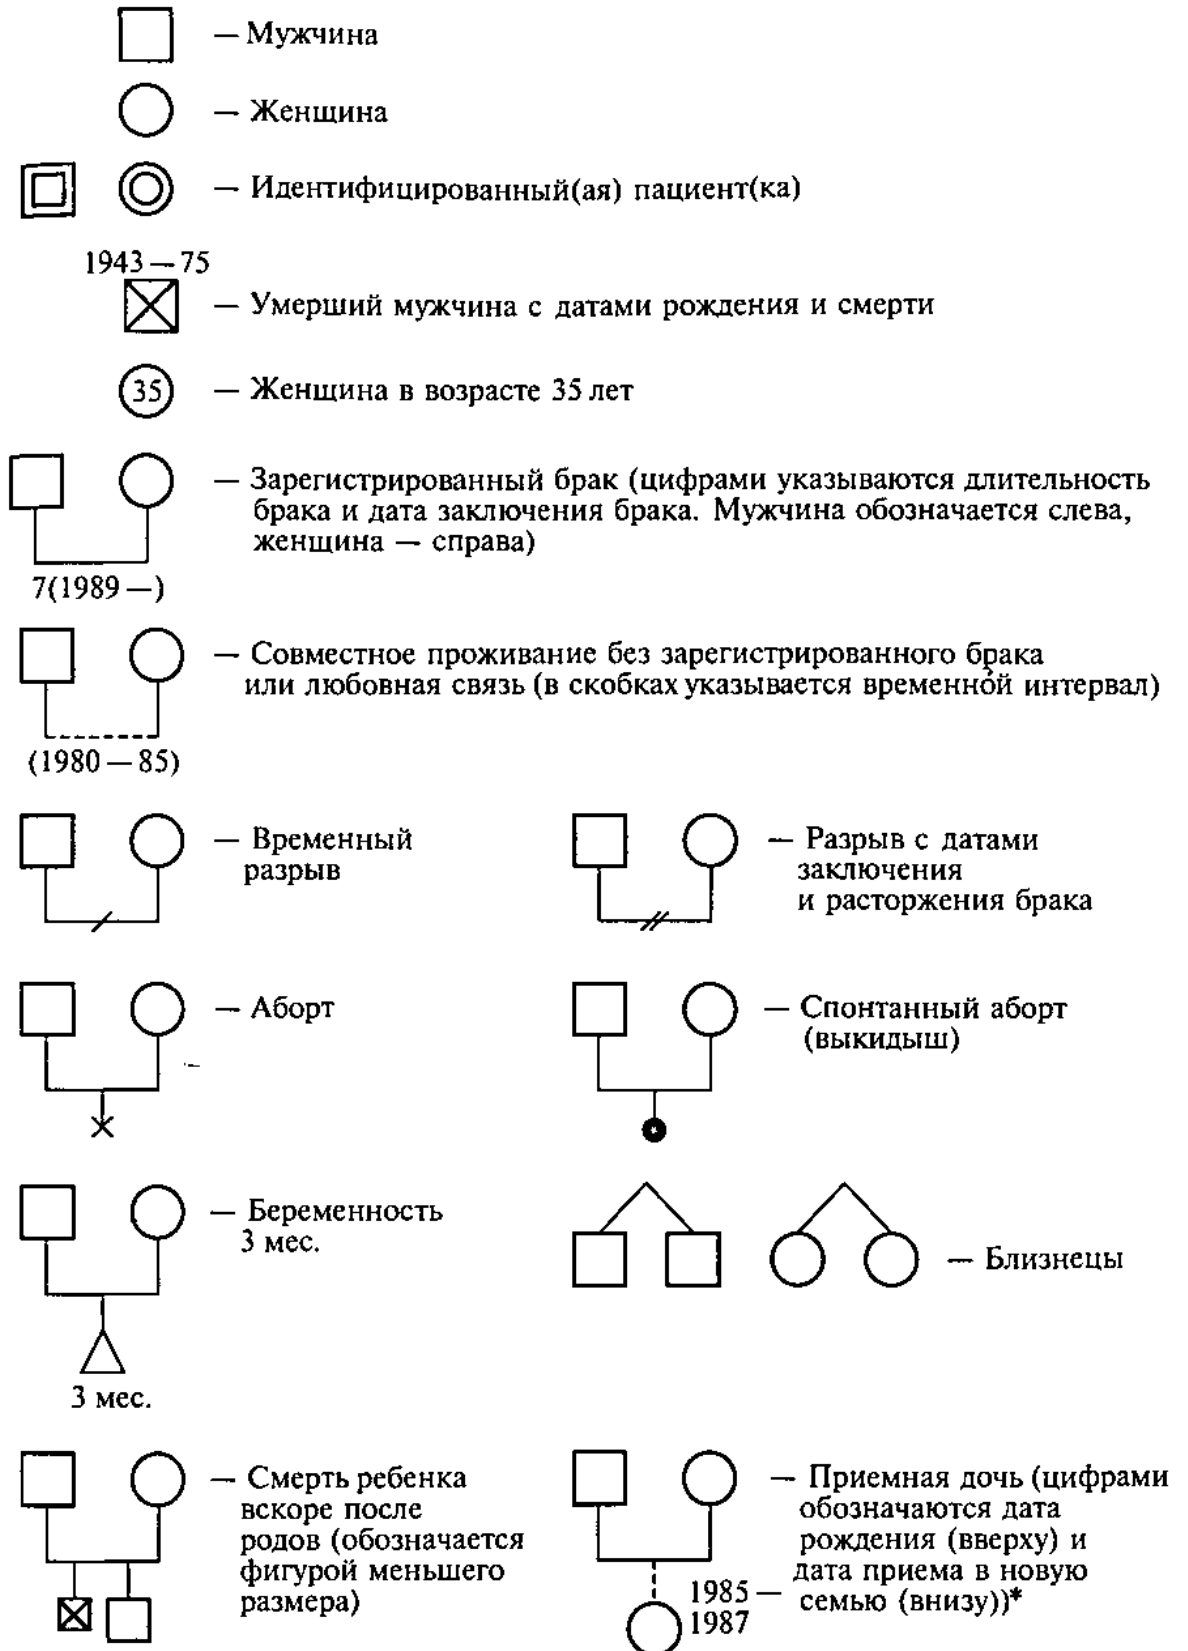 — Мужчина
— Женщина
— Идентифицированный(ая) пациент(ка)
1943 — 75
— Умерший мужчина с датами рождения и смерти
35
— Женщина в возрасте 35 лет
— Зарегистрированный брак (цифрами указываются длительность
брака и дата заключения брака. Мужчина обозначается слева,
женщина — справа)
7(1989 —)
— Совместное проживание без зарегистрированного брака
или любовная связь (в скобках указывается временно́й интервал)
(1980 — 85)
— Временный
разрыв
— Разрыв с датами
заключения
и расторжения брака
— Аборт
— Спонтанный аборт
(выкидыш)
— Беременность
3 мес.
3 мес.
— Близнецы
— Смерть ребенка
вскоре после
родов (обозначается
фигурой меньшего
размера)
— Приемная дочь (цифрами
обозначаются дата
рождения (вверху) и
дата приема в новую
семью (внизу))*
1985 —
1987